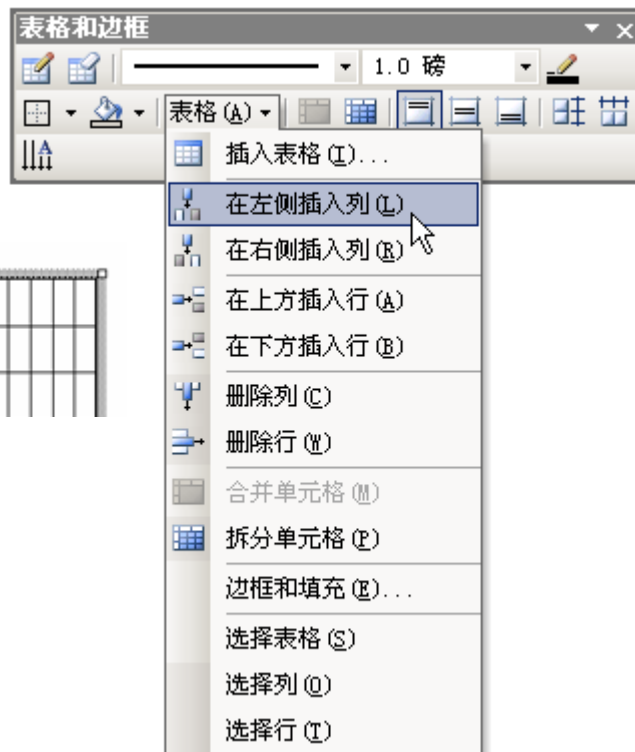 表格和边框
1.0 磅
表格(A)
插入表格(I)...
在左侧插入列(L)
在右侧插入列(R)
在上方插入行(A)
在下方插入行(B)
删除列(C)
删除行(W)
合并单元格(M)
拆分单元格(P)
边框和填充(E)...
选择表格(S)
选择列(O)
选择行(T)